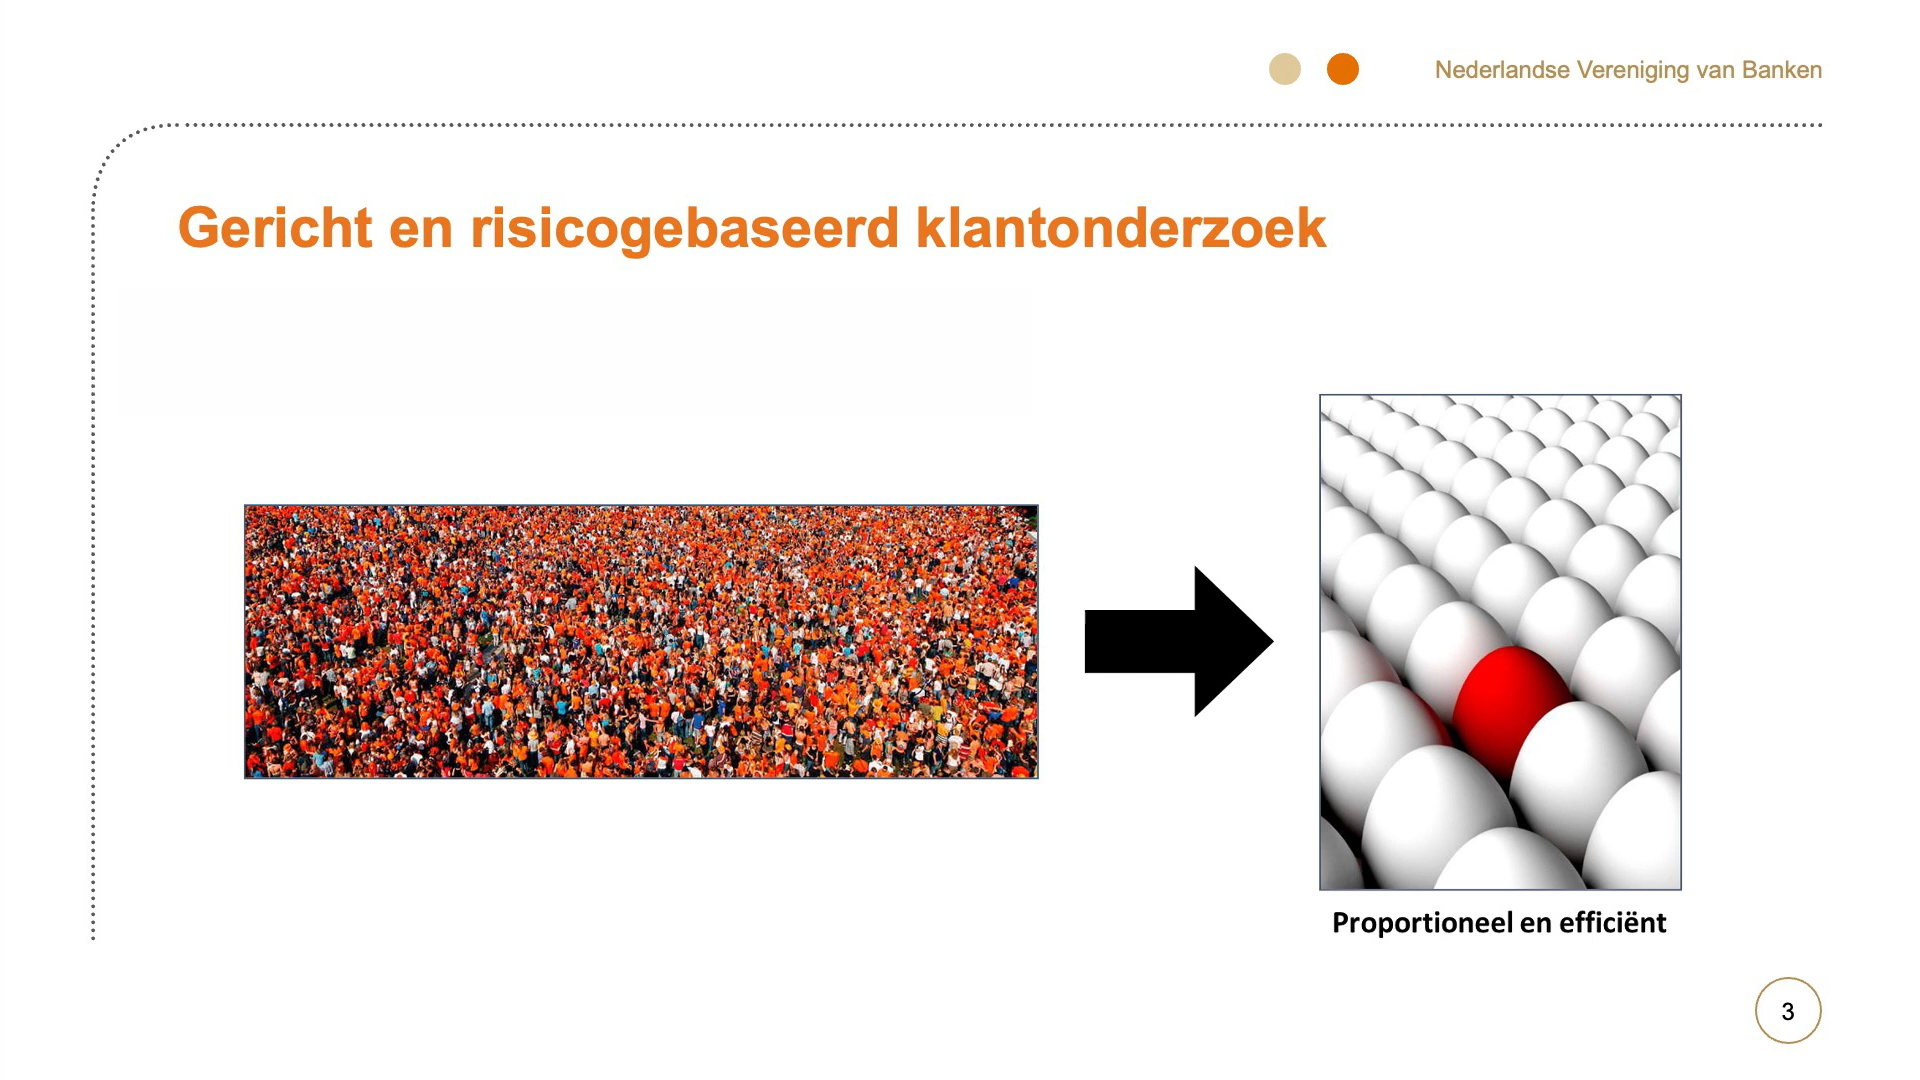 Nederlandse Vereniging van Banken
Gericht en risicogebaseerd klantonderzoek
Proportioneel en efficiënt
3